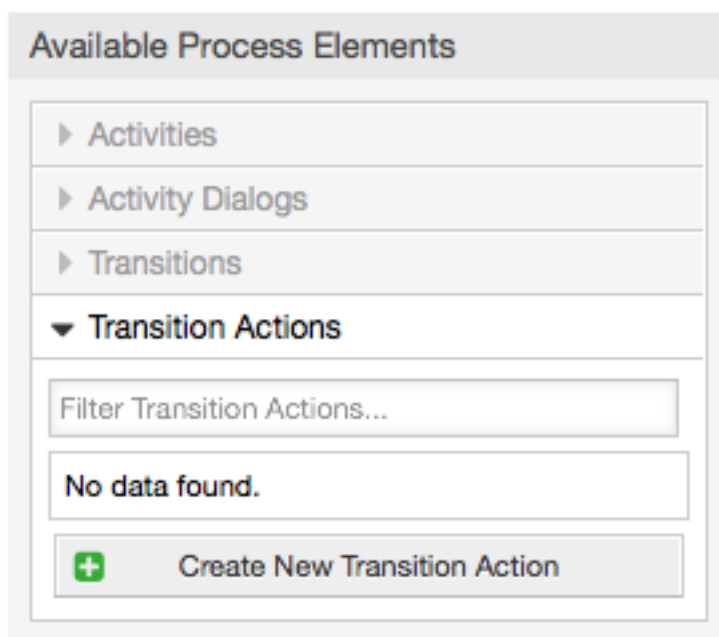 Available Process Elements
Activities
Activity Dialogs
Transitions
Transition Actions
Filter Transition Actions...
No data found.
Create New Transition Action